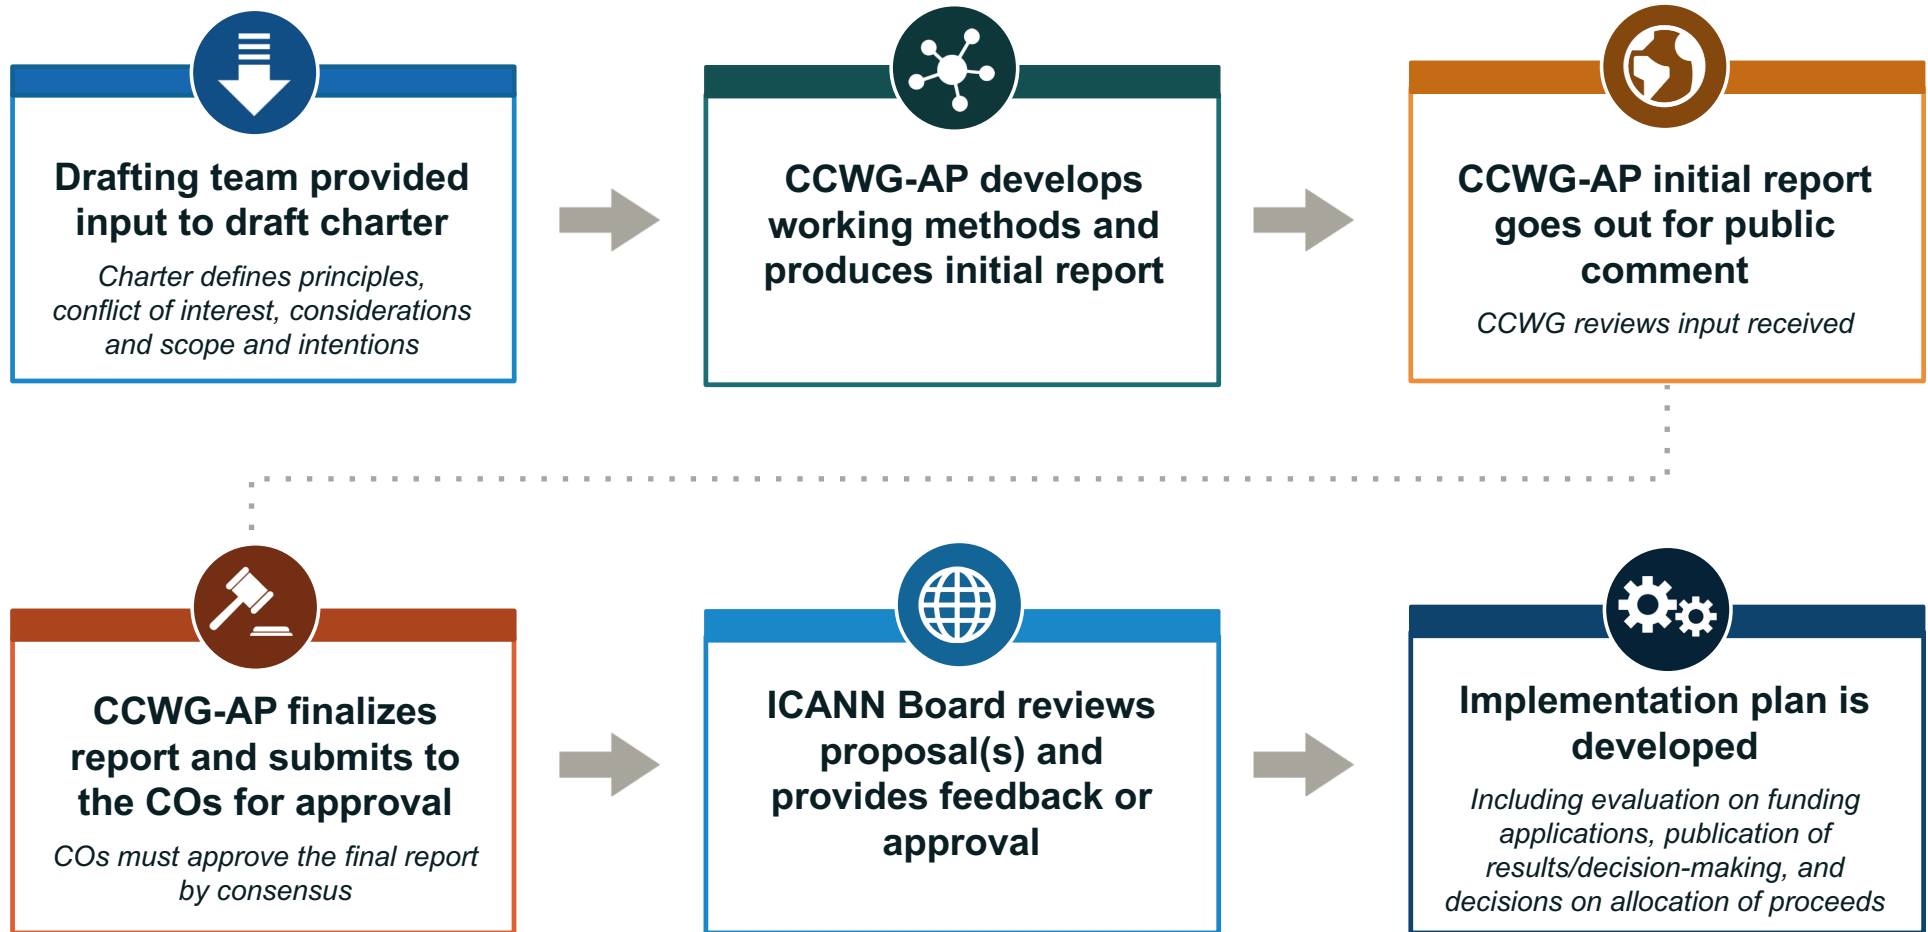 Drafting team provided
input to draft charter
Charter defines principles,
conflict of interest, considerations
and scope and intentions
CCWG-AP develops
working methods and
produces initial report
CCWG-AP initial report
goes out for public
comment
CCWG reviews input received
CCWG-AP finalizes
report and submits to
the COs for approval
COs must approve the final report
by consensus
ICANN Board reviews
proposal(s) and
provides feedback or
approval
Implementation plan is
developed
Including evaluation on funding
applications, publication of
results/decision-making, and
decisions on allocation of proceeds